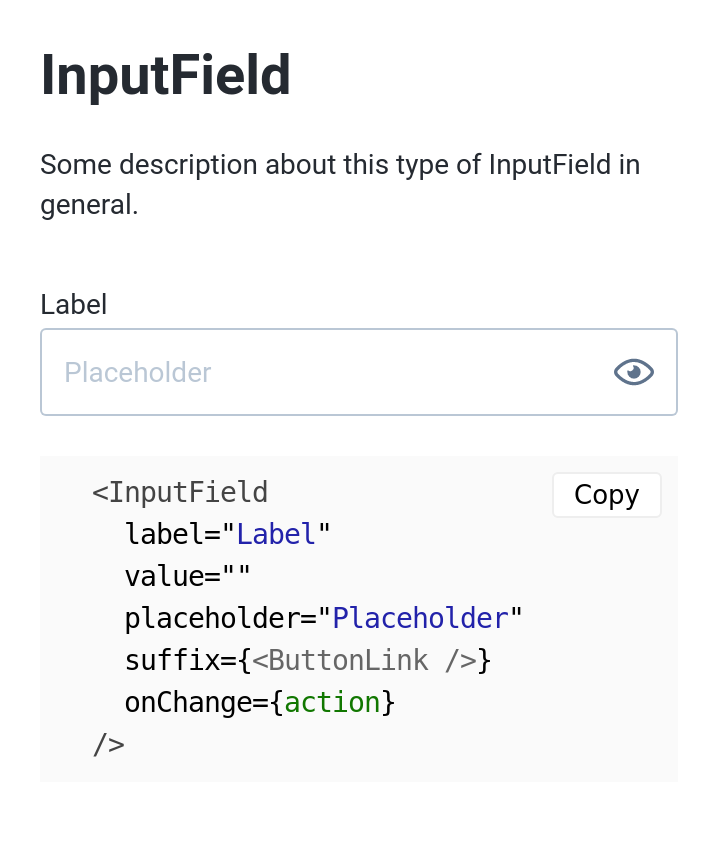 InputField
Some description about this type of InputField in
general.
Label
Placeholder
Copy
<InputField
  label="Label"
  value=""
  placeholder="Placeholder"
  suffix={<ButtonLink />}
  onChange={action}
/>